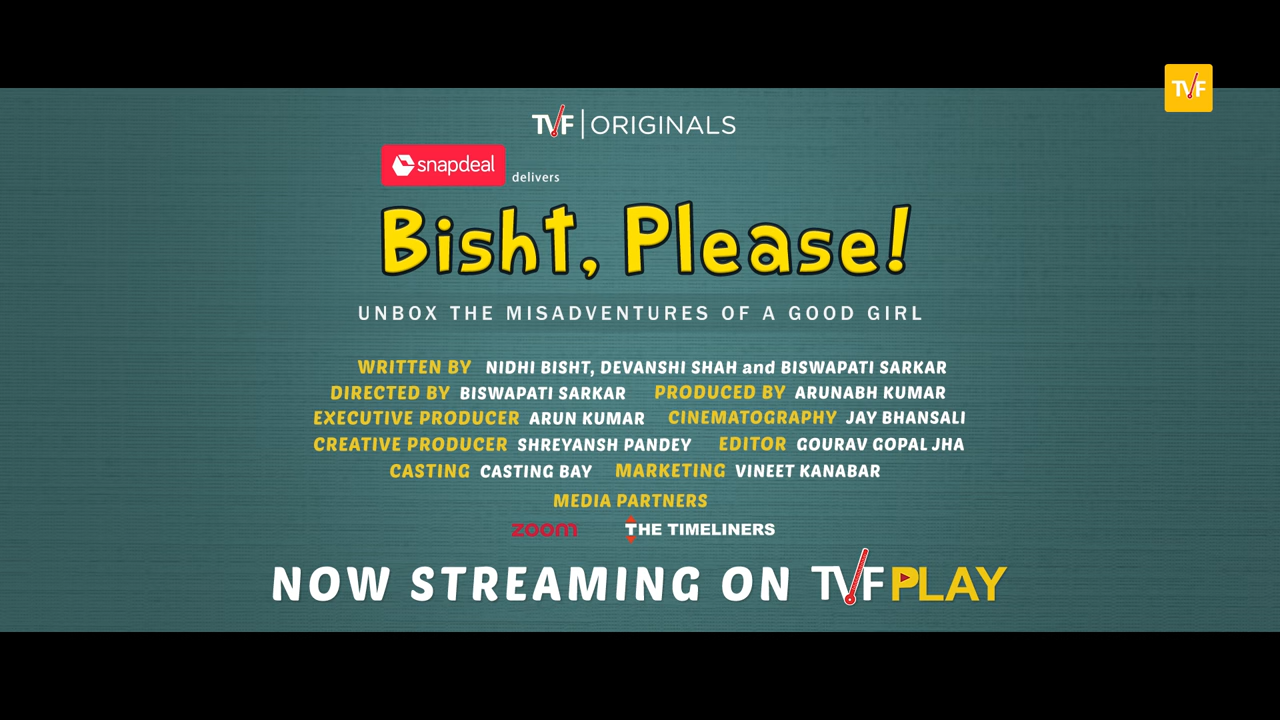 TVF
TVF | ORIGINALS
snapdeal delivers
Bisht, Please!
UNBOX THE MISADVENTURES OF A GOOD GIRL
WRITTEN BY NIDHI BISHT, DEVANSHI SHAH and BISWAPATI SARKAR
DIRECTED BY BISWAPATI SARKAR PRODUCED BY ARUNABH KUMAR
EXECUTIVE PRODUCER ARUN KUMAR CINEMATOGRAPHY JAY BHANSALI
CREATIVE PRODUCER SHREYANSH PANDEY EDITOR GOURAV GOPAL JHA
CASTING CASTING BAY MARKETING VINEET KANABAR
MEDIA PARTNERS
zoom THE TIMELINERS
NOW STREAMING ON TVFPLAY